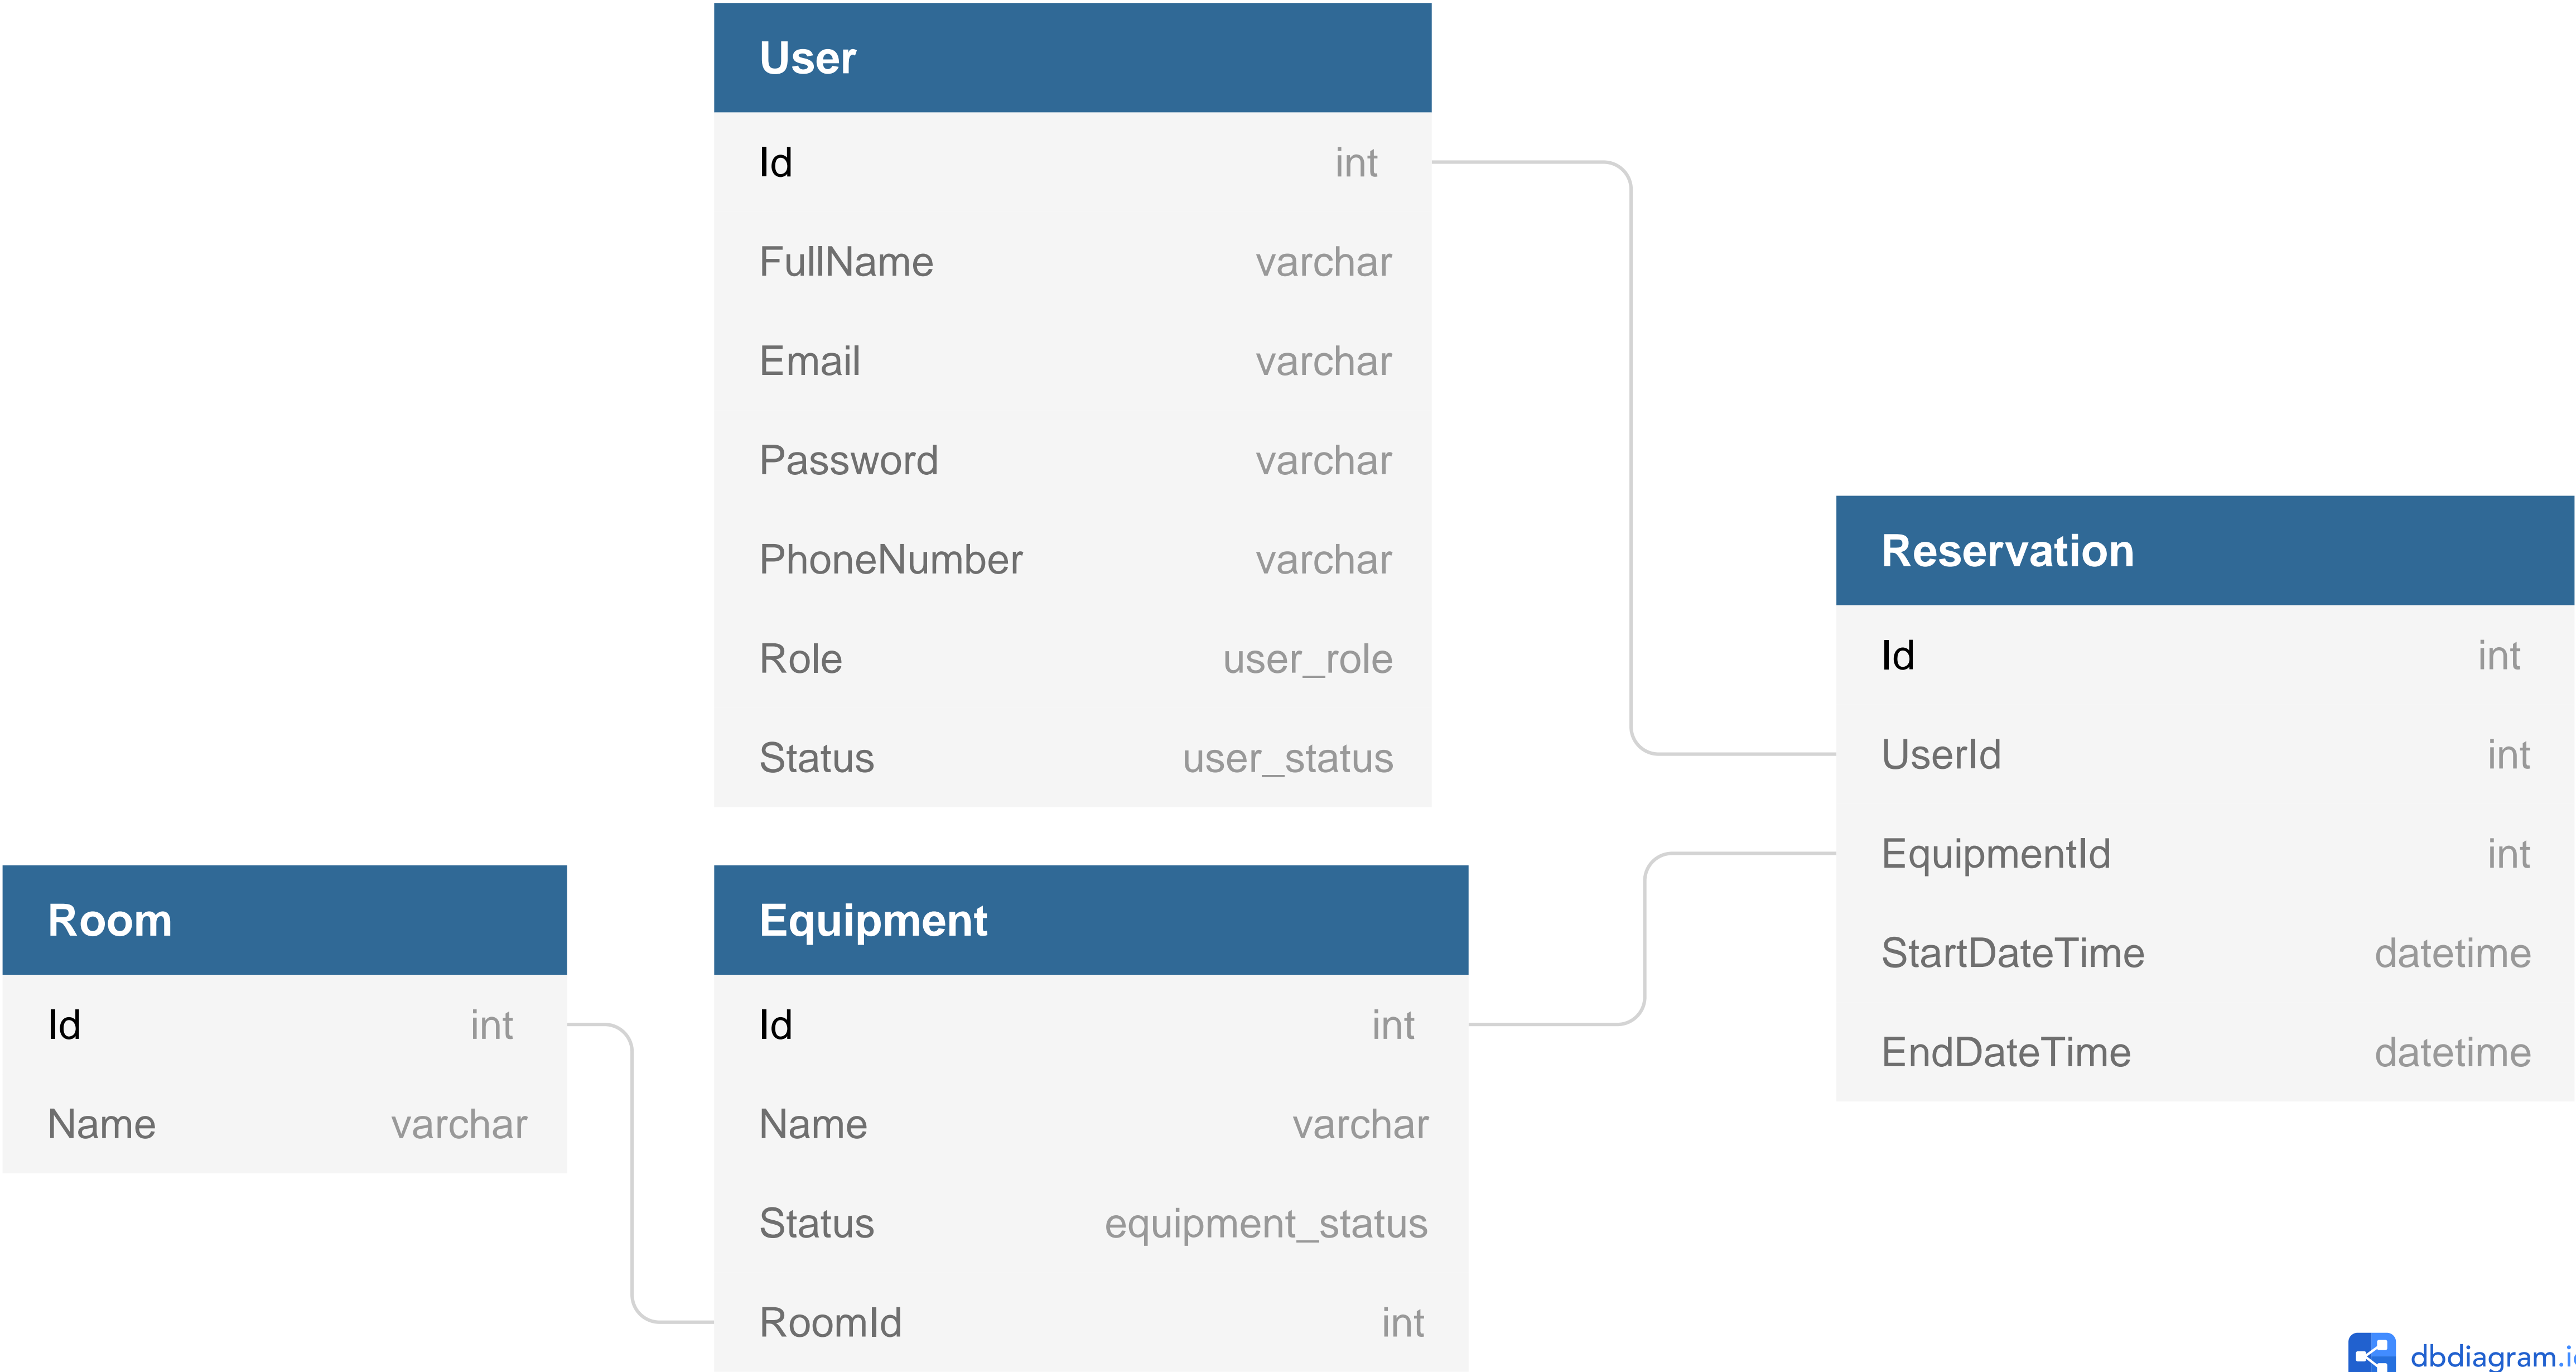 User
Id int
FullName varchar
Email varchar
Password varchar
PhoneNumber varchar
Role user_role
Status user_status
Reservation
Id int
UserId int
EquipmentId int
StartDateTime datetime
EndDateTime datetime
Room
Id int
Name varchar
Equipment
Id int
Name varchar
Status equipment_status
RoomId int
dbdiagram.io